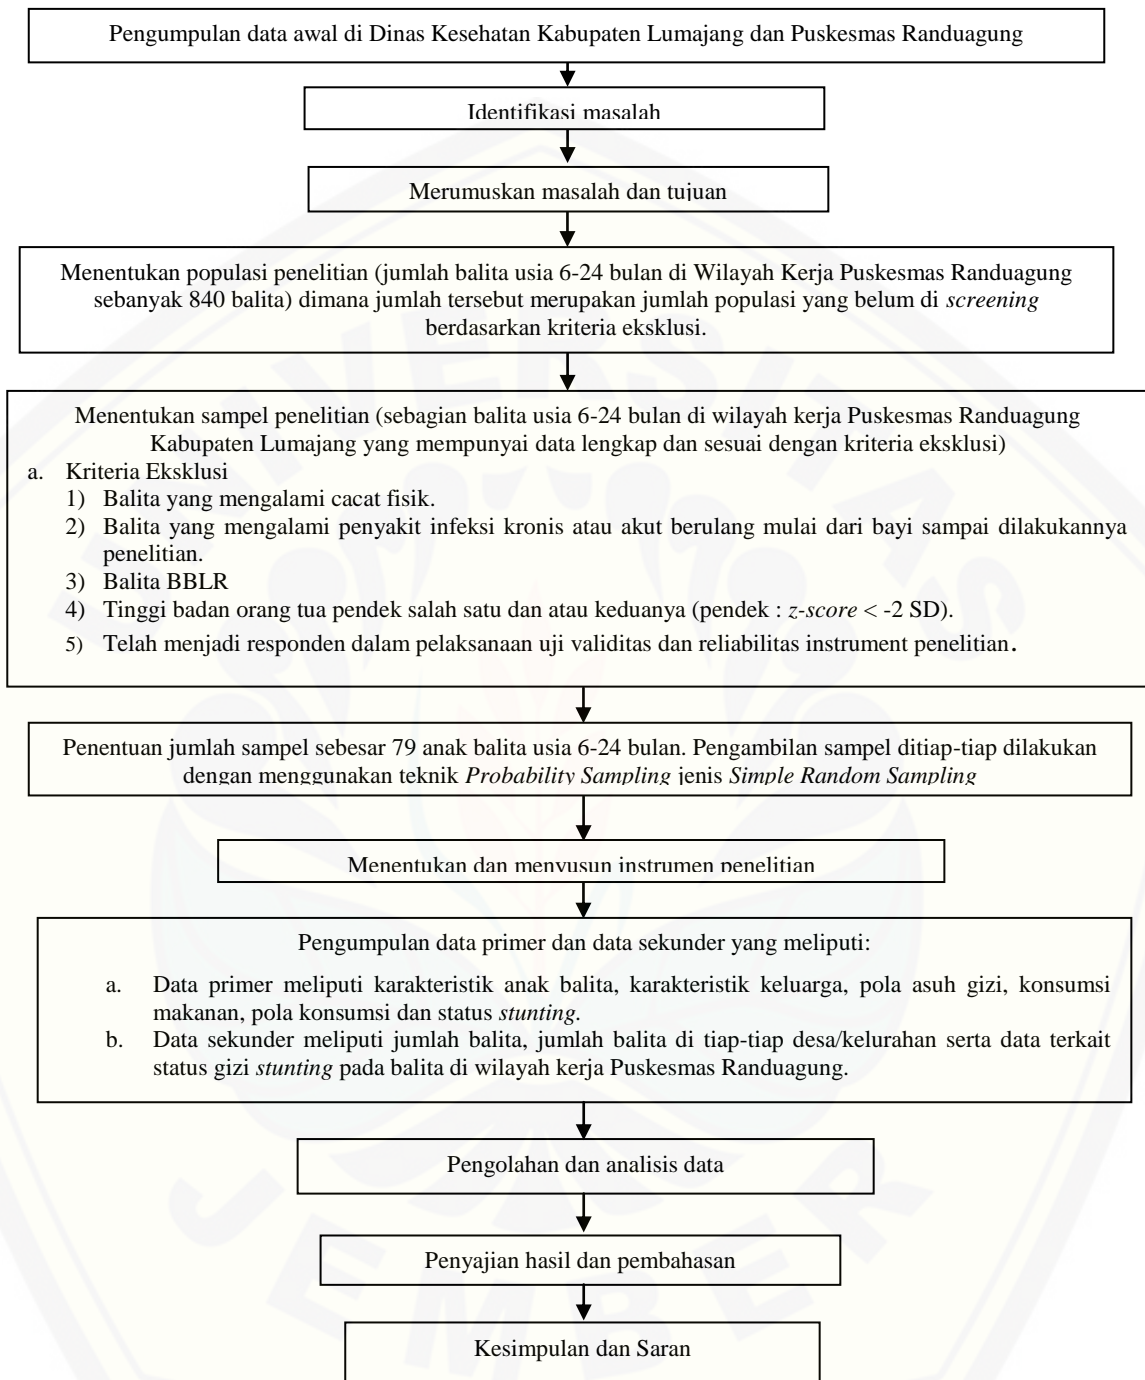 Pengumpulan data awal di Dinas Kesehatan Kabupaten Lumajang dan Puskesmas Randuagung
Identifikasi masalah
Merumuskan masalah dan tujuan
Menentukan populasi penelitian (jumlah balita usia 6-24 bulan di Wilayah Kerja Puskesmas Randuagung
sebanyak 840 balita) dimana jumlah tersebut merupakan jumlah populasi yang belum di screening
berdasarkan kriteria eksklusi.
Menentukan sampel penelitian (sebagian balita usia 6-24 bulan di wilayah kerja Puskesmas Randuagung
Kabupaten Lumajang yang mempunyai data lengkap dan sesuai dengan kriteria eksklusi)
a. Kriteria Eksklusi
1) Balita yang mengalami cacat fisik.
2) Balita yang mengalami penyakit infeksi kronis atau akut berulang mulai dari bayi sampai dilakukannya
penelitian.
3) Balita BBLR
4) Tinggi badan orang tua pendek salah satu dan atau keduanya (pendek : z-score < -2 SD).
5) Telah menjadi responden dalam pelaksanaan uji validitas dan reliabilitas instrument penelitian.
Penentuan jumlah sampel sebesar 79 anak balita usia 6-24 bulan. Pengambilan sampel ditiap-tiap dilakukan
dengan menggunakan teknik Probability Sampling jenis Simple Random Sampling
Menentukan dan menyusun instrumen penelitian
Pengumpulan data primer dan data sekunder yang meliputi:
a. Data primer meliputi karakteristik anak balita, karakteristik keluarga, pola asuh gizi, konsumsi
makanan, pola konsumsi dan status stunting.
b. Data sekunder meliputi jumlah balita, jumlah balita di tiap-tiap desa/kelurahan serta data terkait
status gizi stunting pada balita di wilayah kerja Puskesmas Randuagung.
Pengolahan dan analisis data
Penyajian hasil dan pembahasan
Kesimpulan dan Saran
UNIVERSITAS
JEMBER